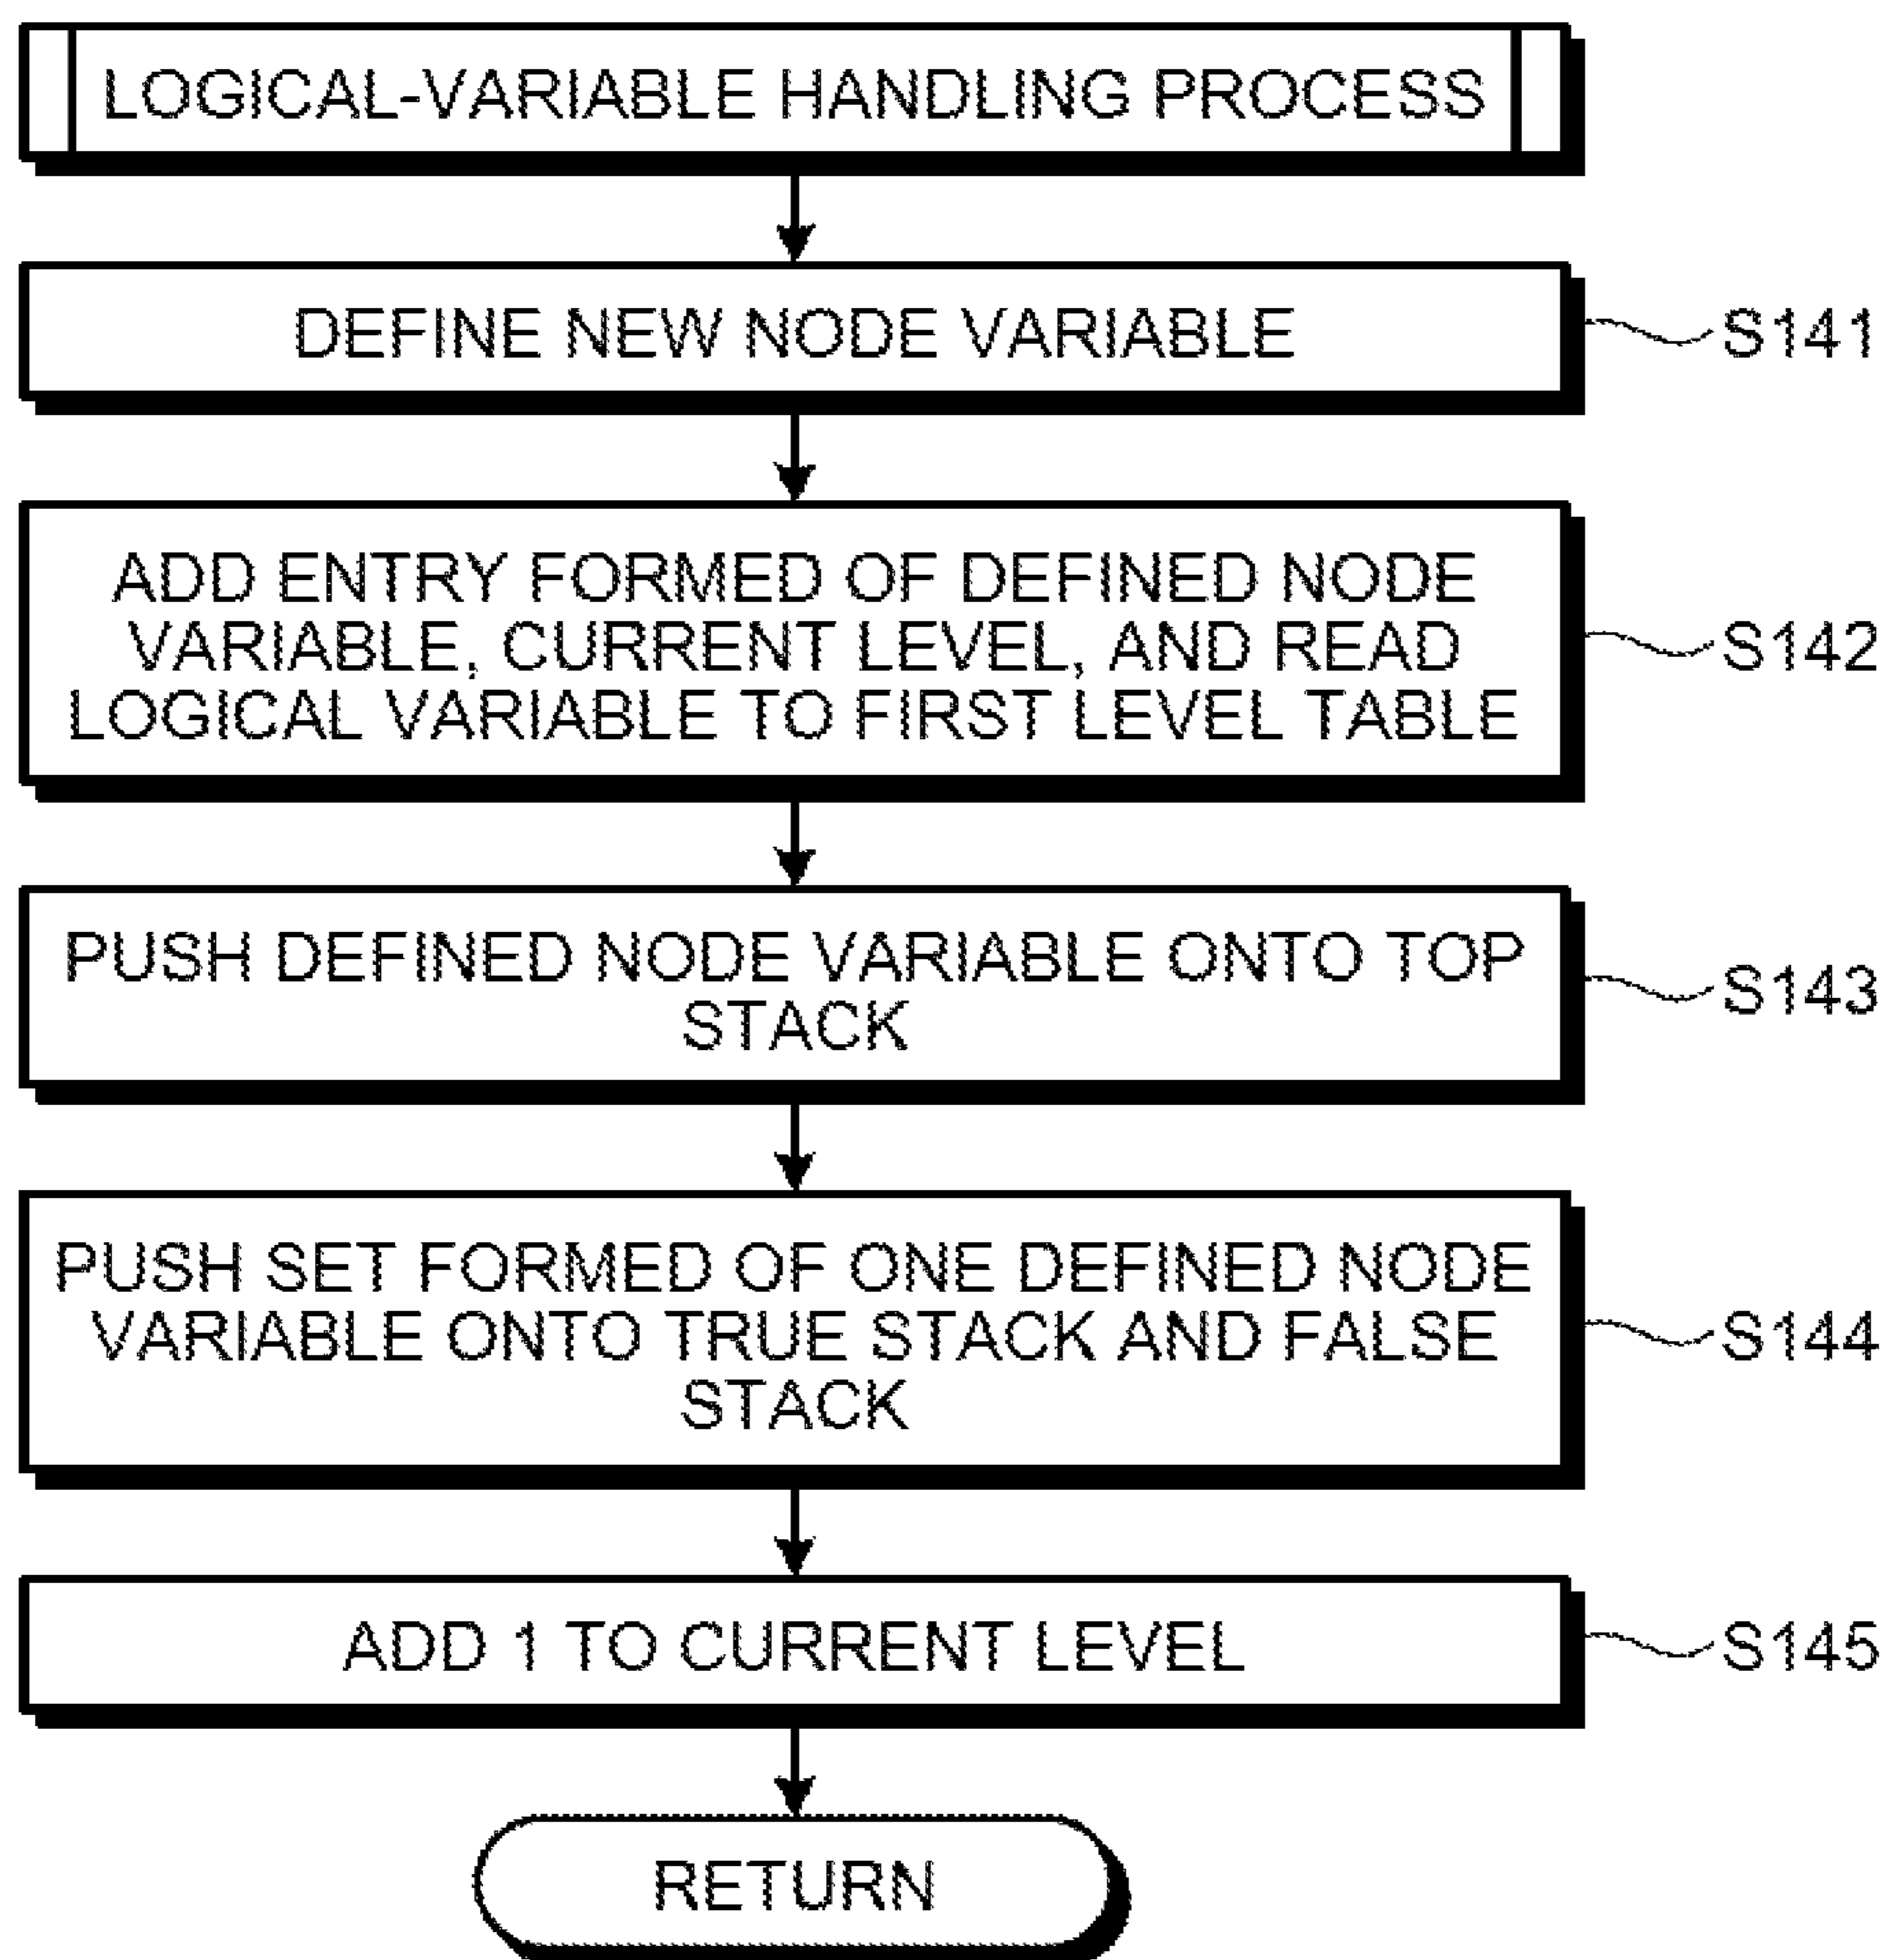 LOGICAL-VARIABLE HANDLING PROCESS
DEFINE NEW NODE VARIABLE
S141
ADD ENTRY FORMED OF DEFINED NODE
VARIABLE, CURRENT LEVEL, AND READ
LOGICAL VARIABLE TO FIRST LEVEL TABLE
S142
PUSH DEFINED NODE VARIABLE ONTO TOP
STACK
S143
PUSH SET FORMED OF ONE DEFINED NODE
VARIABLE ONTO TRUE STACK AND FALSE
STACK
S144
ADD 1 TO CURRENT LEVEL
S145
RETURN